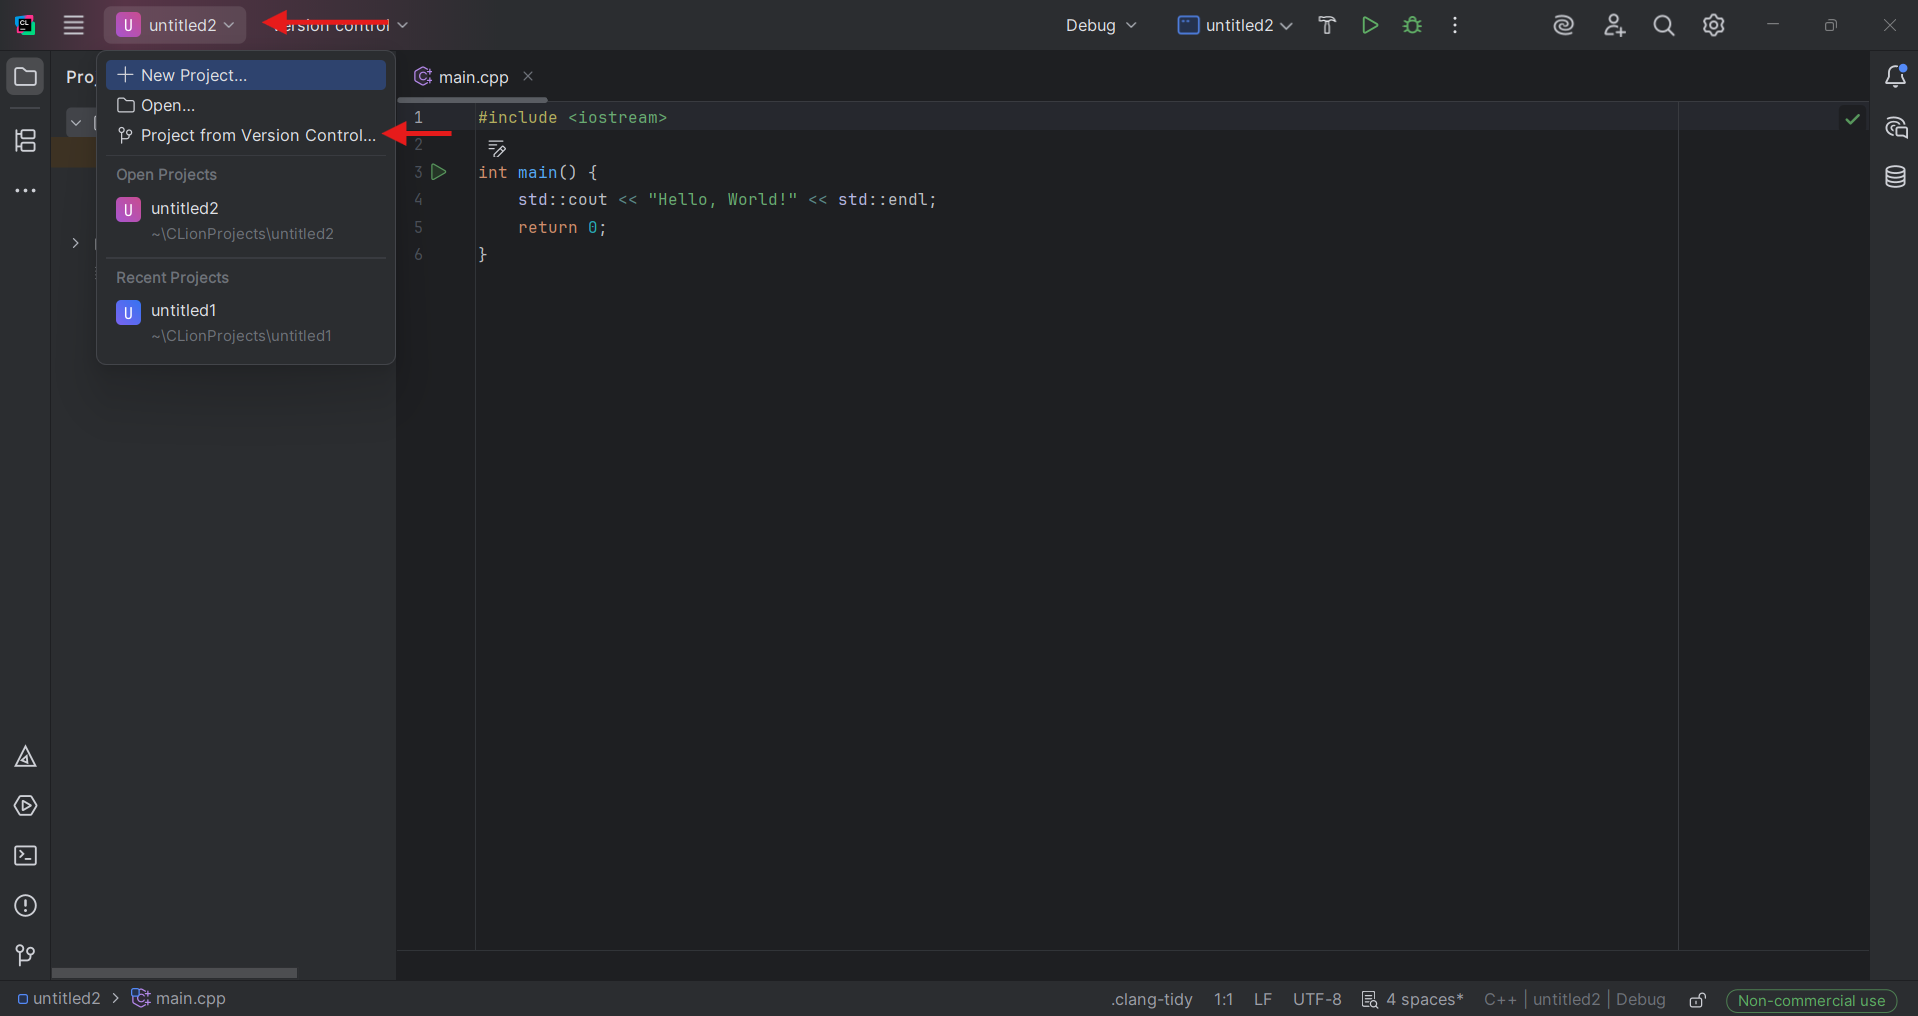 CL
U untitled2
ersion control
Debug
untitled2
Pro
New Project...
Open...
Project from Version Control...
Open Projects
U untitled2
~\CLionProjects\untitled2
Recent Projects
U untitled1
~\CLionProjects\untitled1
main.cpp
1 #include <iostream>
2
3 int main() {
4 std::cout << "Hello, World!" << std::endl;
5 return 0;
6 }
untitled2 > main.cpp
.clang-tidy 1:1 LF UTF-8 4 spaces* C++ | untitled2 | Debug Non-commercial use